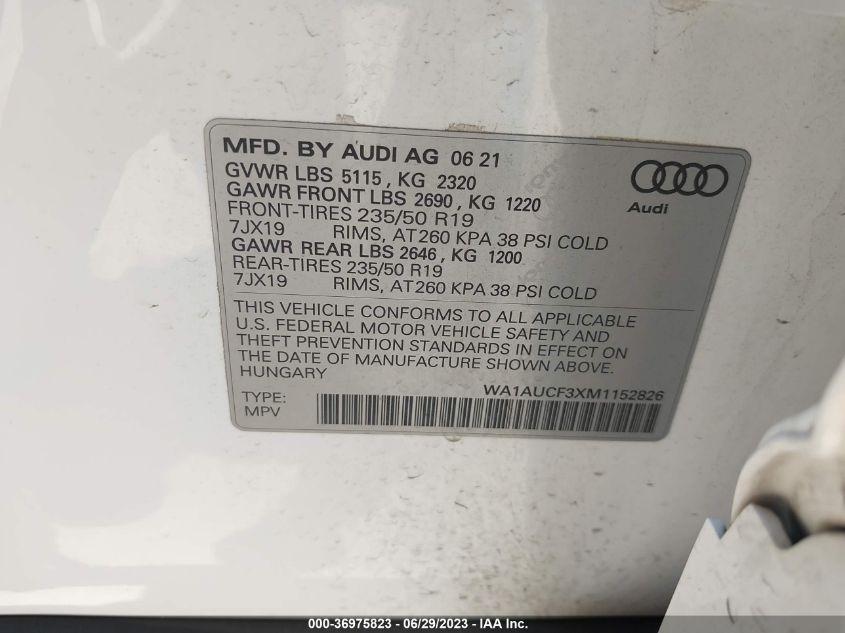 MFD. BY AUDI AG 06 21
GVWR LBS 5115, KG 2320
GAWR FRONT LBS 2690, KG 1220
FRONT-TIRES 235/50 R19
7JX19 RIMS, AT260 KPA 38 PSI COLD
GAWR REAR LBS 2646, KG 1200
REAR-TIRES 235/50 R19
7JX19 RIMS, AT260 KPA 38 PSI COLD
Audi
THIS VEHICLE CONFORMS TO ALL APPLICABLE
U.S. FEDERAL MOTOR VEHICLE SAFETY AND
THEFT PREVENTION STANDARDS IN EFFECT ON
THE DATE OF MANUFACTURE SHOWN ABOVE.
HUNGARY
WA1AUCF3XM1152826
TYPE:
MPV
000-36975823 - 06/29/2023 - IAA Inc.